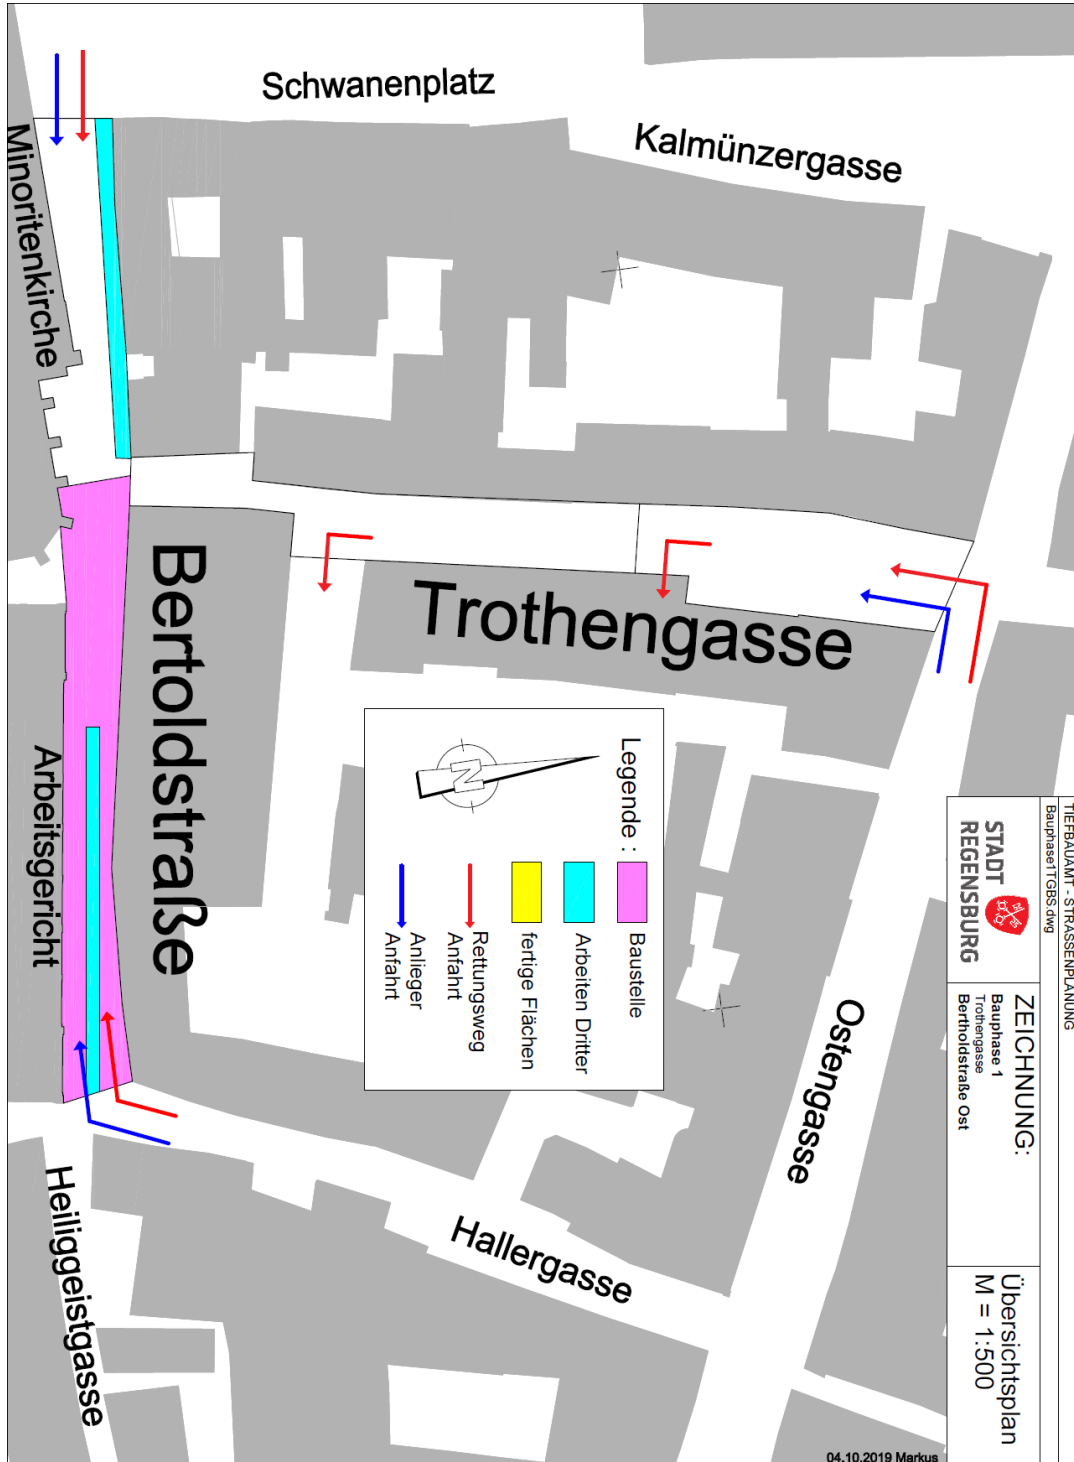 Schwanenplatz
Kalmünzergasse
Minoritenkirche
Bertoldstraße
Trothengasse
Arbeitsgericht
Legende :
Baustelle
Arbeiten Dritter
fertige Flächen
Rettungsweg
Anfahrt
Anlieger
Anfahrt
N
Ostengasse
Hallergasse
Heiliggeistgasse
TIEFBAUAMT - STRASSENPLANUNG
Bauphase1TGBS.dwg
STADT
REGENSBURG
ZEICHNUNG:
Bauphase 1
Trothengasse
Bertholdstraße Ost
Übersichtsplan
M = 1:500
04.10.2019 Markus